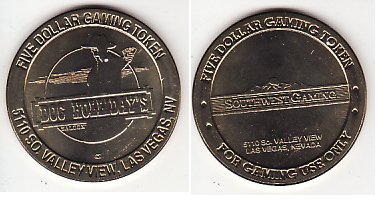 FIVE DOLLAR GAMING TOKEN
DOC HOLLIDAY'S
SALOON
5110 SO. VALLEY VIEW, LAS VEGAS, NV
FIVE DOLLAR GAMING TOKEN
SOUTHWEST GAMING
5110 SO. VALLEY VIEW
LAS VEGAS, NEVADA
FOR GAMING USE ONLY